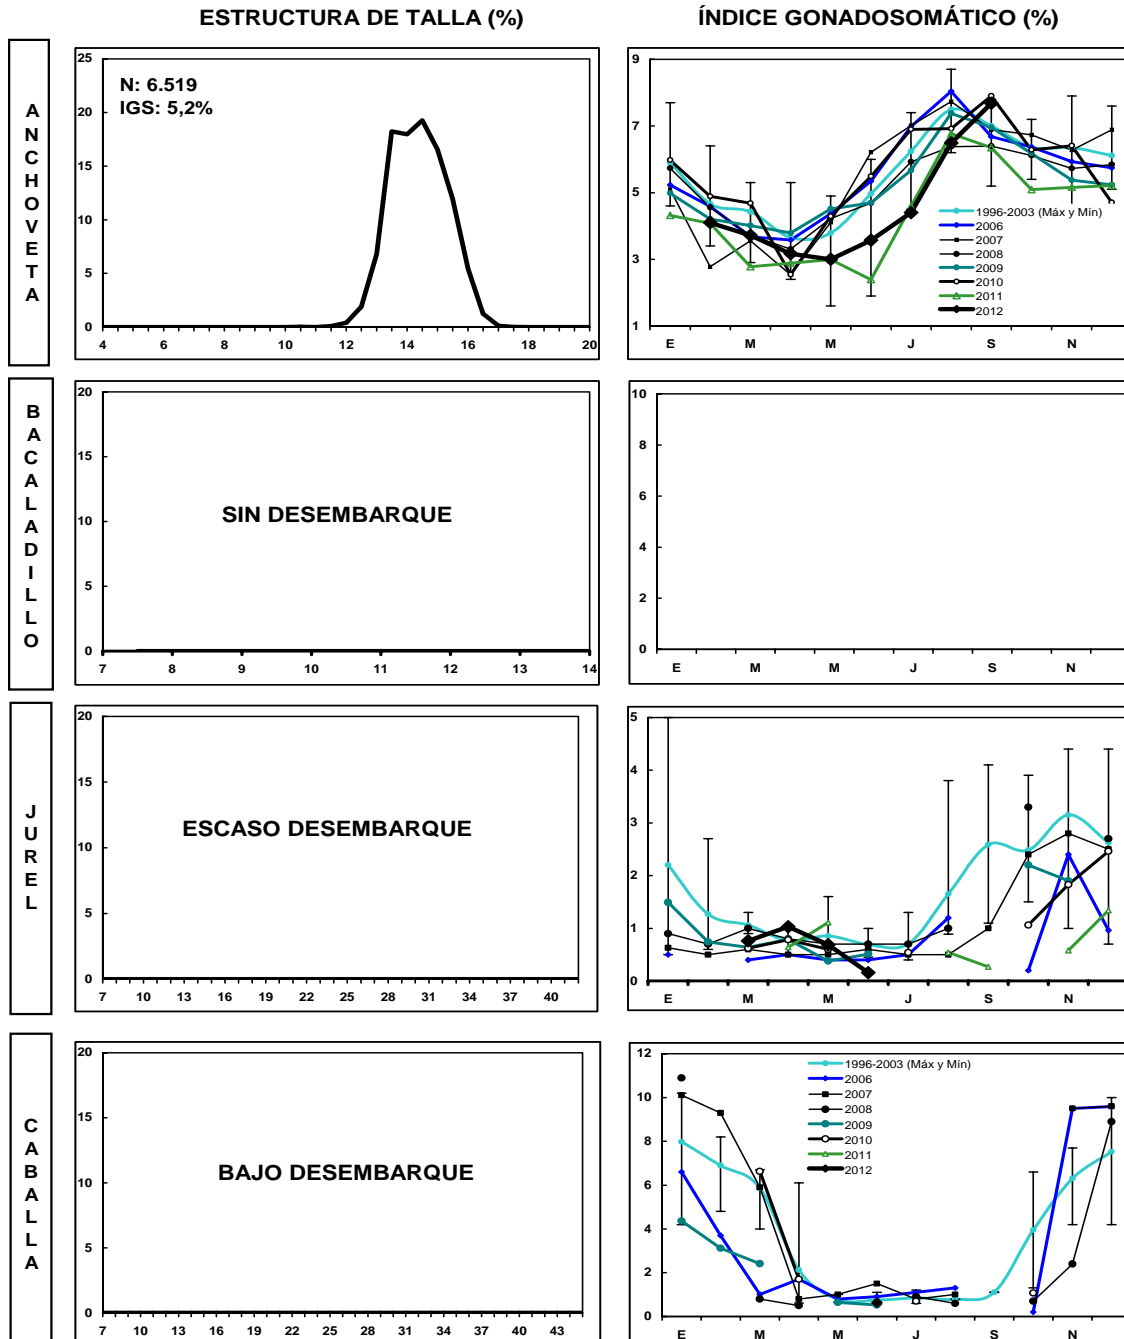 ESTRUCTURA DE TALLA (%)
ÍNDICE GONADOSOMÁTICO (%)
ANCHOVETA
25
20
15
10
5
0
N: 6.519
IGS: 5,2%
4 6 8 10 12 14 16 18 20
9
7
5
3
1
1996-2003 (Máx y Mín)
2006
2007
2008
2009
2010
2011
2012
E M M J S N
BACALADILLO
20
15
10
5
0
SIN DESEMBARQUE
7 8 9 10 11 12 13 14
10
8
6
4
2
0
E M M J S N
JUREL
20
15
10
5
0
ESCASO DESEMBARQUE
7 10 13 16 19 22 25 28 31 34 37 40
5
4
3
2
1
0
E M M J S N
CABALLA
20
15
10
5
0
BAJO DESEMBARQUE
7 10 13 16 19 22 25 28 31 34 37 40 43
12
10
8
6
4
2
0
1996-2003 (Máx y Mín)
2006
2007
2008
2009
2010
2011
2012
E M M J S N